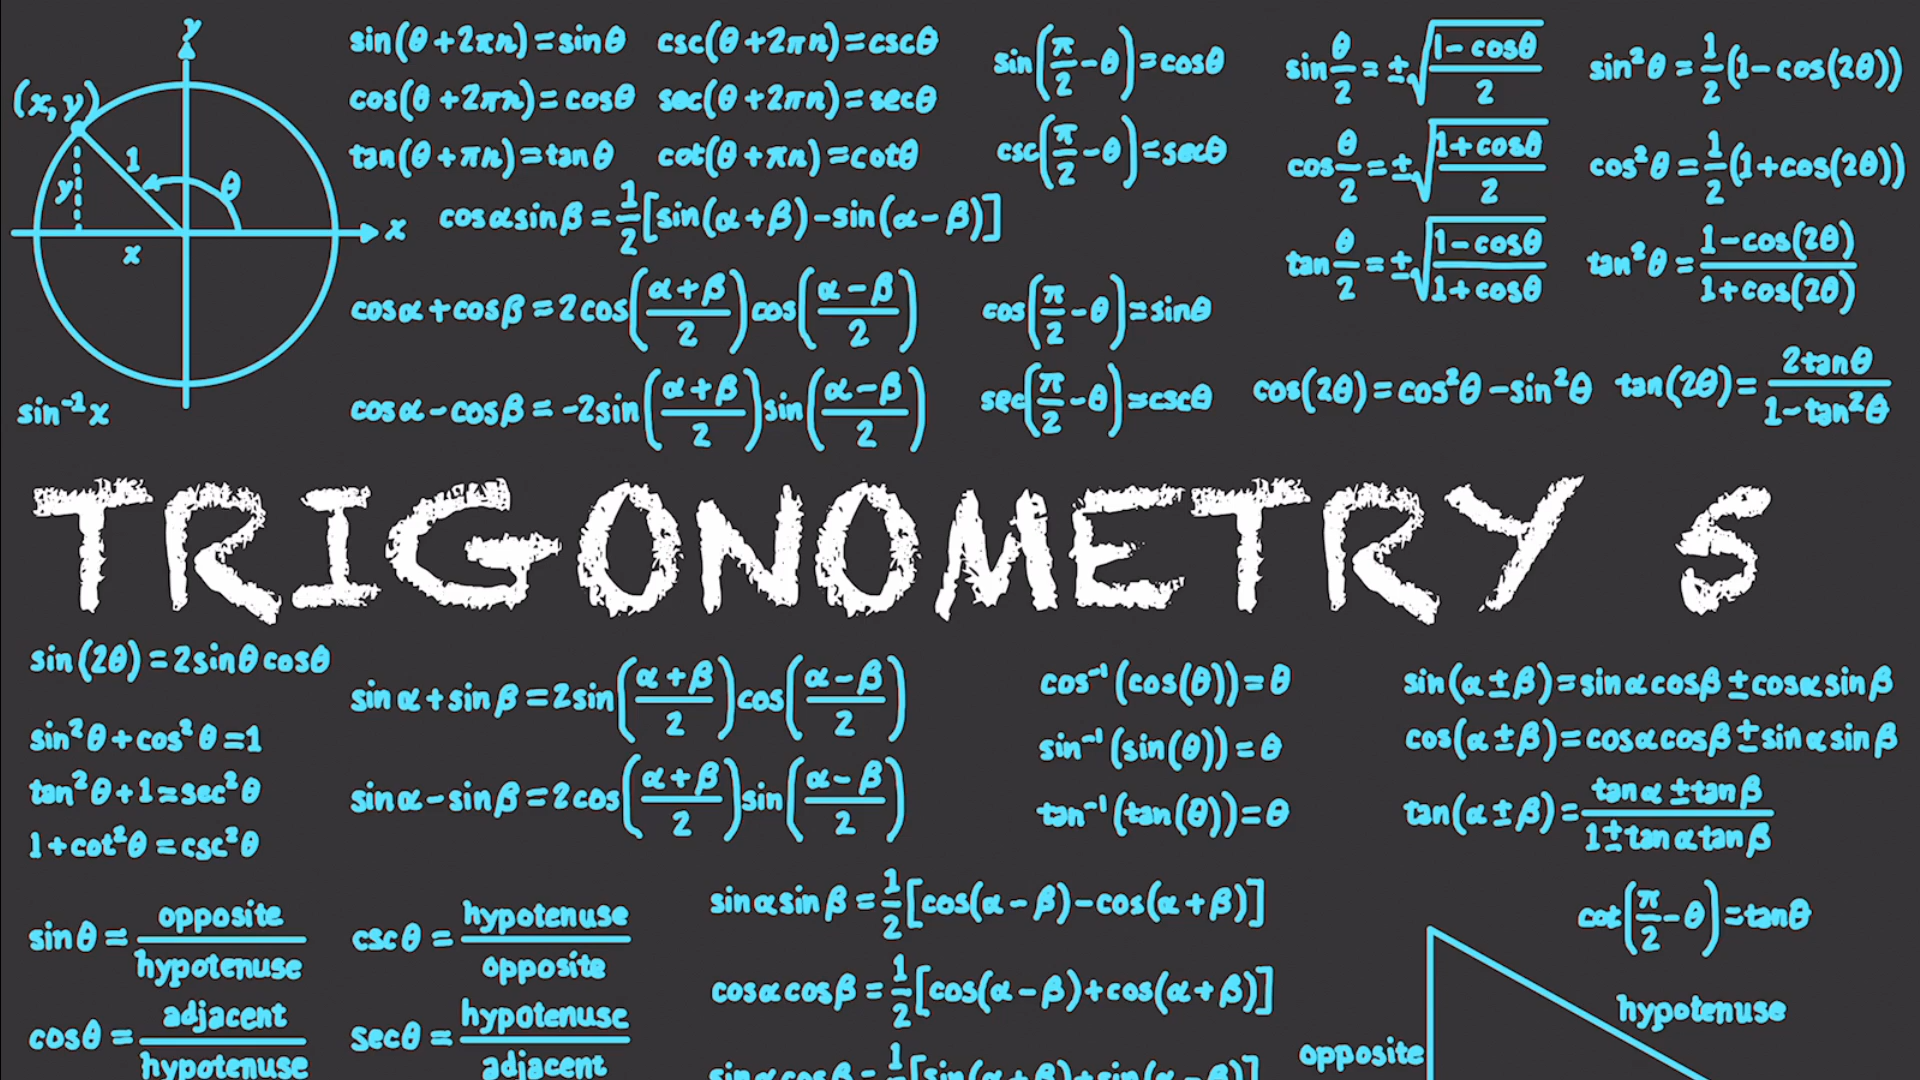 y
(x,y)
1
y
θ
x
x
sin⁻¹x
sin(θ+2πn)=sinθ
cos(θ+2πn)=cosθ
tan(θ+πn)=tanθ
csc(θ+2πn)=cscθ
sec(θ+2πn)=secθ
cot(θ+πn)=cotθ
cosαsinβ=1/2[sin(α+β)-sin(α-β)]
cosα+cosβ=2cos((α+β)/2)cos((α-β)/2)
cosα-cosβ=-2sin((α+β)/2)sin((α-β)/2)
sin(π/2-θ)=cosθ
csc(π/2-θ)=secθ
cos(π/2-θ)=sinθ
sec(π/2-θ)=cscθ
sin θ/2=±√((1-cosθ)/2)
cos θ/2=±√((1+cosθ)/2)
tan θ/2=±√((1-cosθ)/(1+cosθ))
sin²θ=1/2(1-cos(2θ))
cos²θ=1/2(1+cos(2θ))
tan²θ=(1-cos(2θ))/(1+cos(2θ))
cos(2θ)=cos²θ-sin²θ
tan(2θ)=2tanθ/(1-tan²θ)
TRIGONOMETRY 5
sin(2θ)=2sinθcosθ
sin²θ+cos²θ=1
tan²θ+1=sec²θ
1+cot²θ=csc²θ
sinα+sinβ=2sin((α+β)/2)cos((α-β)/2)
sinα-sinβ=2cos((α+β)/2)sin((α-β)/2)
cos⁻¹(cos(θ))=θ
sin⁻¹(sin(θ))=θ
tan⁻¹(tan(θ))=θ
sin(α±β)=sinαcosβ±cosαsinβ
cos(α±β)=cosαcosβ±sinαsinβ
tan(α±β)=(tanα±tanβ)/(1±tanαtanβ)
sinθ=opposite/hypotenuse
cosθ=adjacent/hypotenuse
cscθ=hypotenuse/opposite
secθ=hypotenuse/adjacent
sinαsinβ=1/2[cos(α-β)-cos(α+β)]
cosαcosβ=1/2[cos(α-β)+cos(α+β)]
sinαcosβ=1/2[sin(α+β)+sin(α-β)]
cot(π/2-θ)=tanθ
hypotenuse
opposite